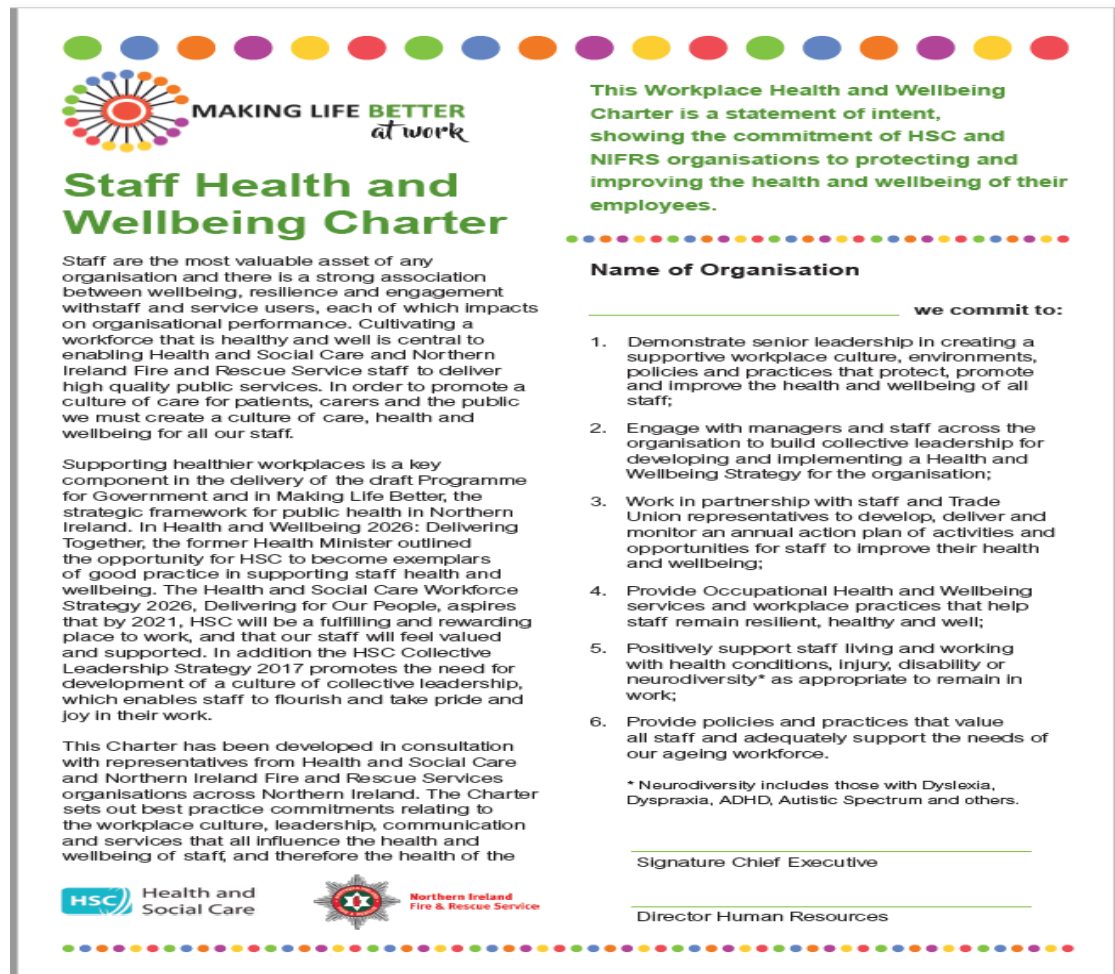 MAKING LIFE BETTER
at work
Staff Health and
Wellbeing Charter
Staff are the most valuable asset of any
organisation and there is a strong association
between wellbeing, resilience and engagement
withstaff and service users, each of which impacts
on organisational performance. Cultivating a
workforce that is healthy and well is central to
enabling Health and Social Care and Northern
Ireland Fire and Rescue Service staff to deliver
high quality public services. In order to promote a
culture of care for patients, carers and the public
we must create a culture of care, health and
wellbeing for all our staff.
Supporting healthier workplaces is a key
component in the delivery of the draft Programme
for Government and in Making Life Better, the
strategic framework for public health in Northern
Ireland. In Health and Wellbeing 2026: Delivering
Together, the former Health Minister outlined
the opportunity for HSC to become exemplars
of good practice in supporting staff health and
wellbeing. The Health and Social Care Workforce
Strategy 2026, Delivering for Our People, aspires
that by 2021, HSC will be a fulfilling and rewarding
place to work, and that our staff will feel valued
and supported. In addition the HSC Collective
Leadership Strategy 2017 promotes the need for
development of a culture of collective leadership,
which enables staff to flourish and take pride and
joy in their work.
This Charter has been developed in consultation
with representatives from Health and Social Care
and Northern Ireland Fire and Rescue Services
organisations across Northern Ireland. The Charter
sets out best practice commitments relating to
the workplace culture, leadership, communication
and services that all influence the health and
wellbeing of staff, and therefore the health of the
HSC Health and
Social Care
Northern Ireland
Fire & Rescue Service
This Workplace Health and Wellbeing
Charter is a statement of intent,
showing the commitment of HSC and
NIFRS organisations to protecting and
improving the health and wellbeing of their
employees.
Name of Organisation
we commit to:
1. Demonstrate senior leadership in creating a
supportive workplace culture, environments,
policies and practices that protect, promote
and improve the health and wellbeing of all
staff;
2. Engage with managers and staff across the
organisation to build collective leadership for
developing and implementing a Health and
Wellbeing Strategy for the organisation;
3. Work in partnership with staff and Trade
Union representatives to develop, deliver and
monitor an annual action plan of activities and
opportunities for staff to improve their health
and wellbeing;
4. Provide Occupational Health and Wellbeing
services and workplace practices that help
staff remain resilient, healthy and well;
5. Positively support staff living and working
with health conditions, injury, disability or
neurodiversity* as appropriate to remain in
work;
6. Provide policies and practices that value
all staff and adequately support the needs of
our ageing workforce.
* Neurodiversity includes those with Dyslexia,
Dyspraxia, ADHD, Autistic Spectrum and others.
Signature Chief Executive
Director Human Resources